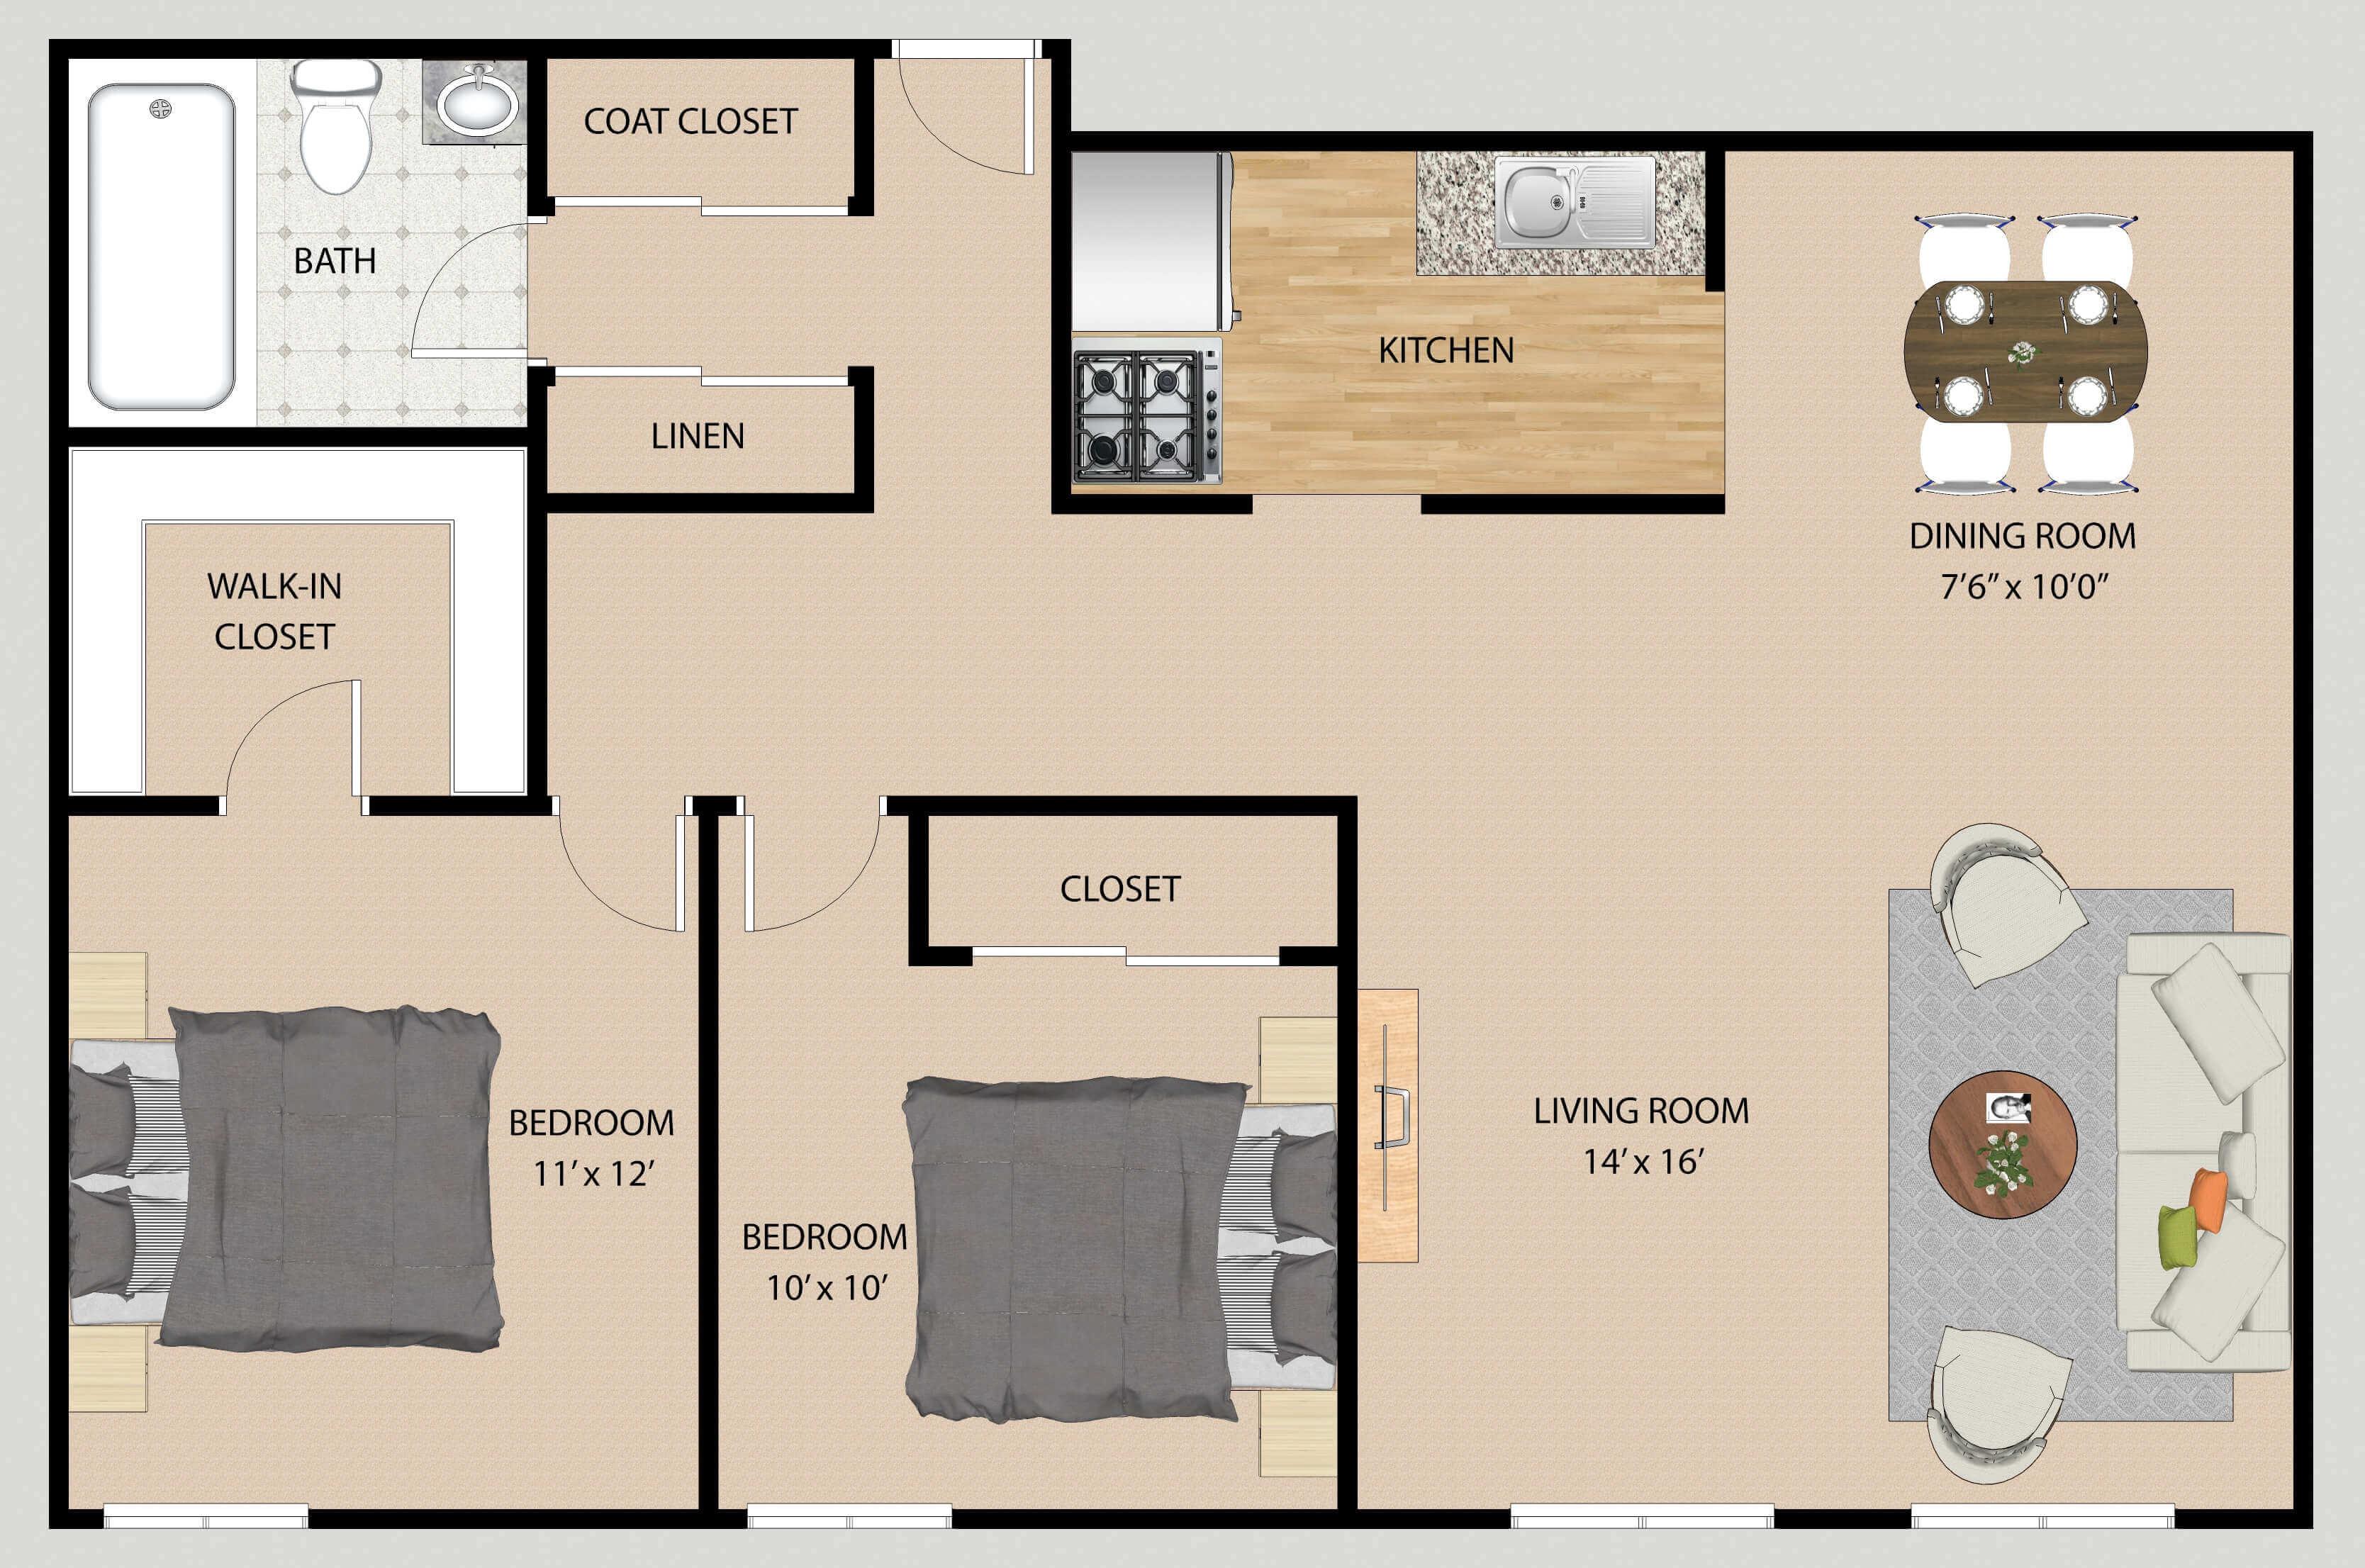 COAT CLOSET
BATH
KITCHEN
LINEN
DINING ROOM
7’6” x 10’0”
WALK-IN
CLOSET
CLOSET
BEDROOM
11’ x 12’
LIVING ROOM
14’ x 16’
BEDROOM
10’ x 10’